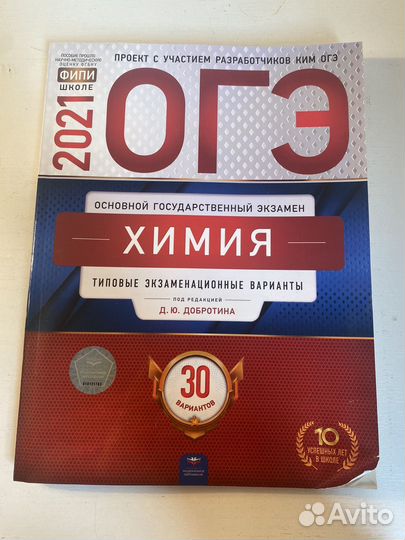 ПОСОБИЕ ПРОШЛО
НАУЧНО-МЕТОДИЧЕСКУЮ
ОЦЕНКУ ФГБНУ
ФИПИ
ШКОЛЕ
2021
ПРОЕКТ С УЧАСТИЕМ РАЗРАБОТЧИКОВ КИМ ОГЭ
ОГЭ
ОСНОВНОЙ ГОСУДАРСТВЕННЫЙ ЭКЗАМЕН
ХИМИЯ
ТИПОВЫЕ ЭКЗАМЕНАЦИОННЫЕ ВАРИАНТЫ
ПОД РЕДАКЦИЕЙ
Д. Ю. ДОБРОТИНА
30
ВАРИАНТОВ
10
УСПЕШНЫХ ЛЕТ
В ШКОЛЕ
Avito